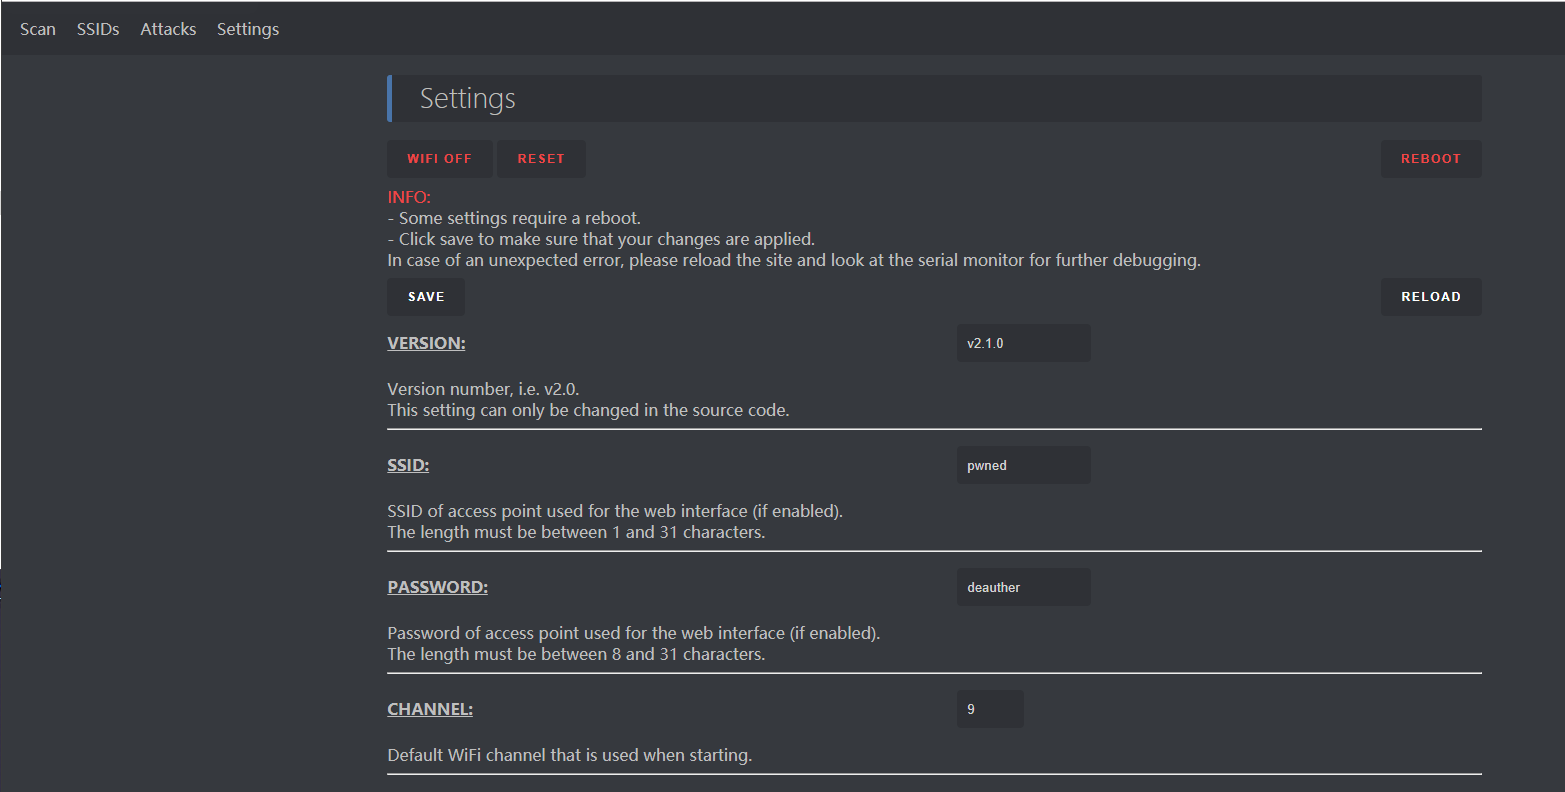 Scan SSIDs Attacks Settings
Settings
WIFI OFF RESET REBOOT
INFO:
- Some settings require a reboot.
- Click save to make sure that your changes are applied.
In case of an unexpected error, please reload the site and look at the serial monitor for further debugging.
SAVE RELOAD
VERSION: v2.1.0
Version number, i.e. v2.0.
This setting can only be changed in the source code.
SSID: pwned
SSID of access point used for the web interface (if enabled).
The length must be between 1 and 31 characters.
PASSWORD: deauther
Password of access point used for the web interface (if enabled).
The length must be between 8 and 31 characters.
CHANNEL: 9
Default WiFi channel that is used when starting.